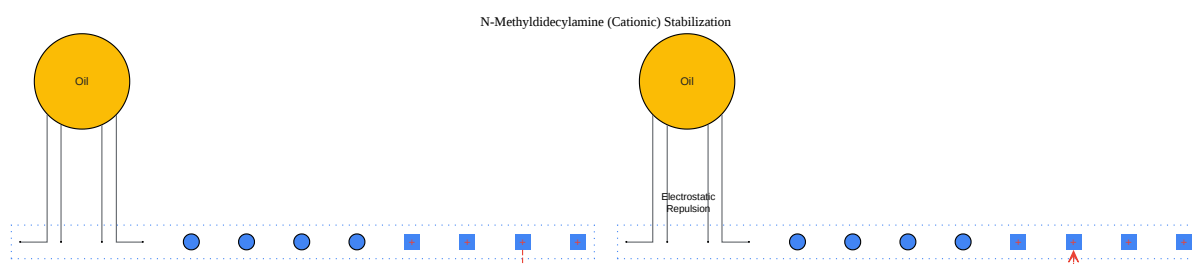 N-Methyldidecylamine (Cationic) Stabilization
Oil
Oil
Electrostatic
Repulsion